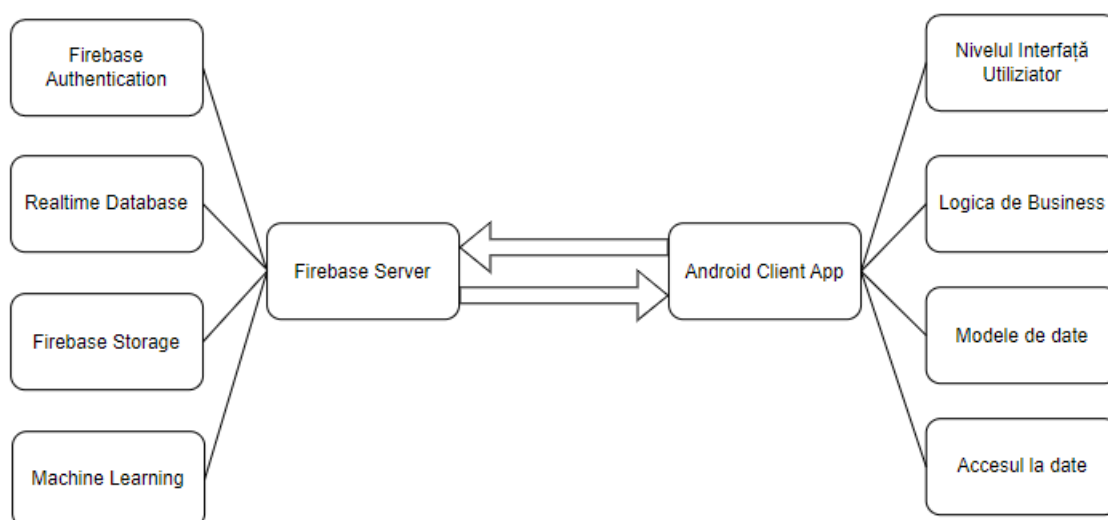 Firebase
Authentication
Realtime Database
Firebase Storage
Machine Learning
Firebase Server
Android Client App
Nivelul Interfață
Utiliziator
Logica de Business
Modele de date
Accesul la date